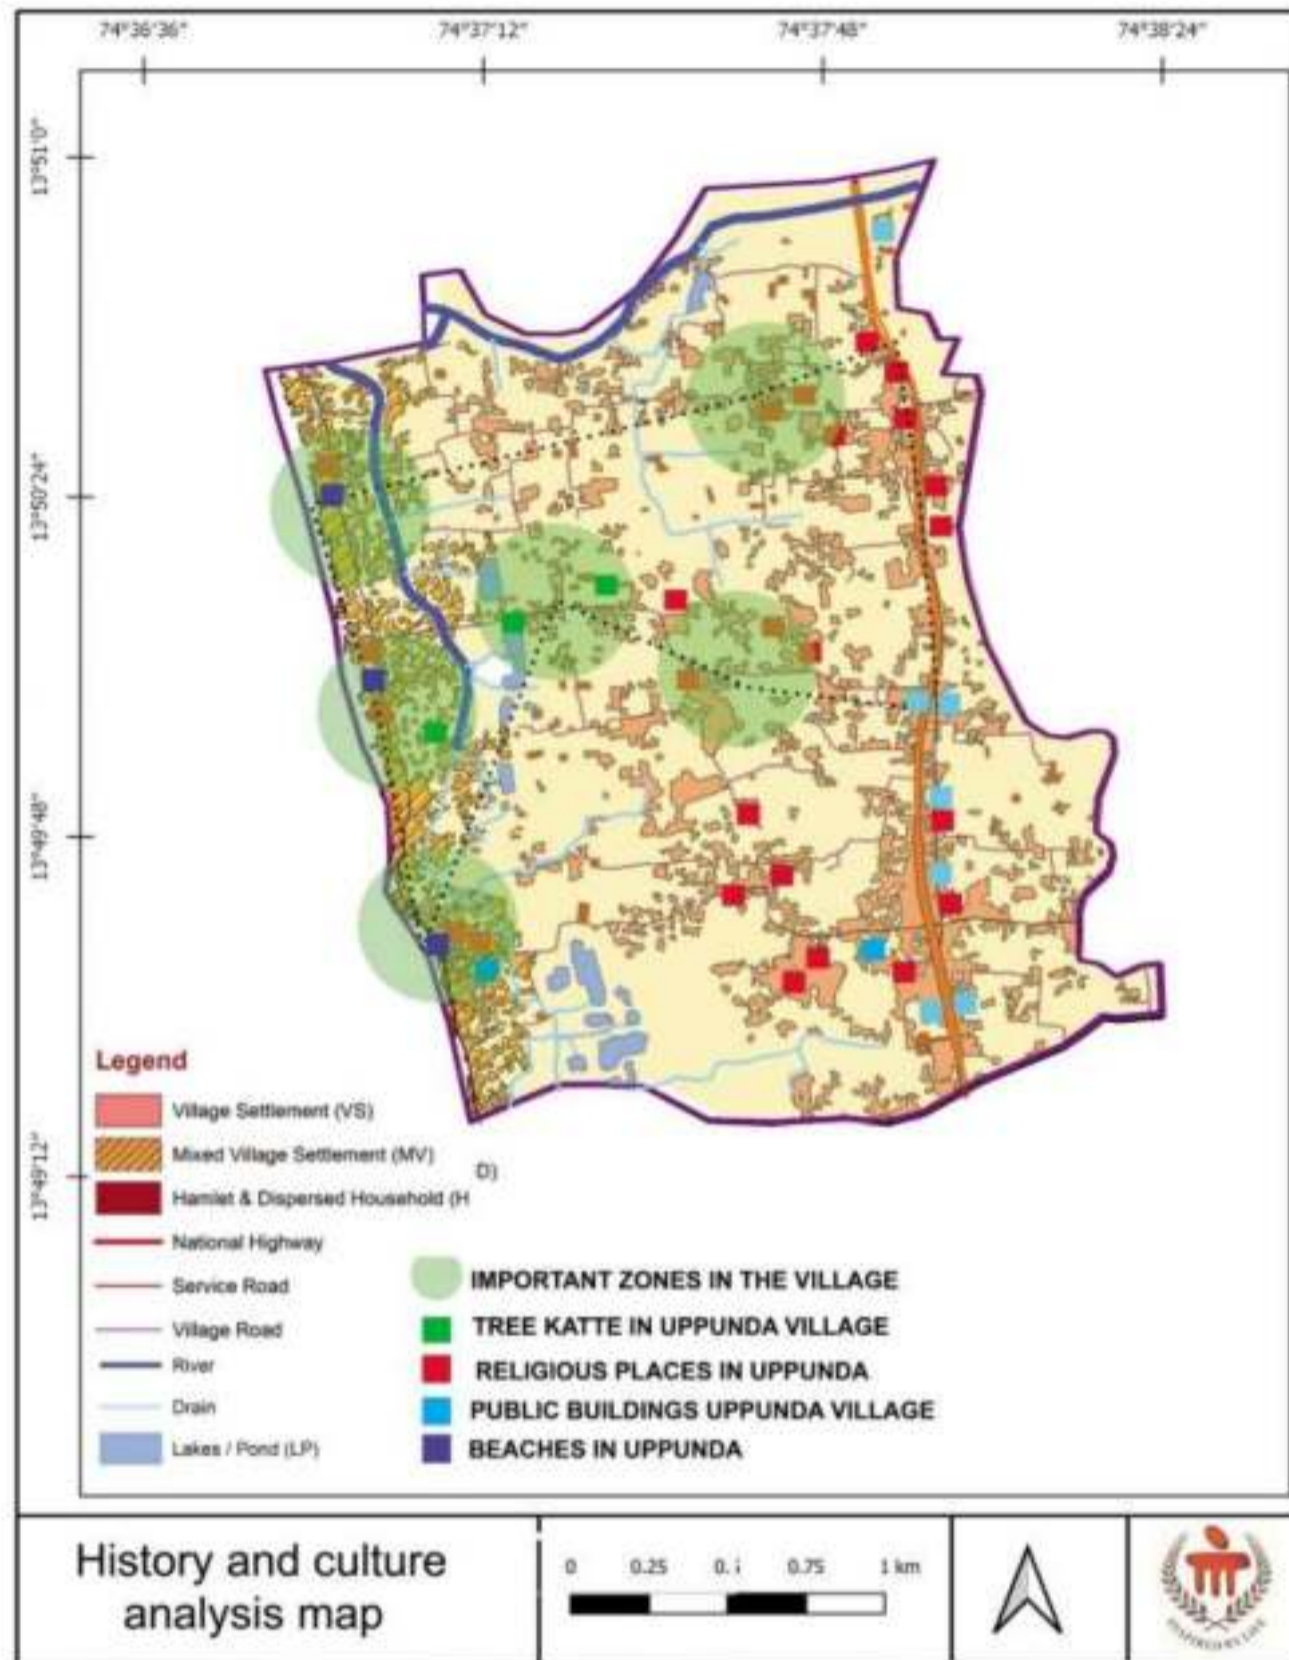 74°36'36"
74°37'12"
74°37'48"
74°38'24"
13°51'0"
13°50'24"
13°49'48"
13°49'12"
Legend
Village Settlement (VS)
Mixed Village Settlement (MV)
D)
Hamlet & Dispersed Household (H
National Highway
Service Road
Village Road
River
Drain
Lakes / Pond (LP)
IMPORTANT ZONES IN THE VILLAGE
TREE KATTE IN UPPUNDA VILLAGE
RELIGIOUS PLACES IN UPPUNDA
PUBLIC BUILDINGS UPPUNDA VILLAGE
BEACHES IN UPPUNDA
History and culture
analysis map
0 0.25 0. 0.75 1 km
INSPIRED BY LIFE